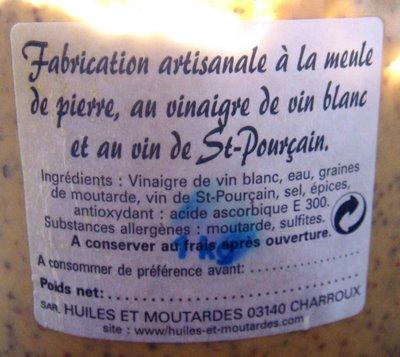 Fabrication artisanale à la meule
de pierre, au vinaigre de vin blanc
et au vin de St-Pourçain.
Ingrédients : Vinaigre de vin blanc, eau, graines
de moutarde, vin de St-Pourçain, sel, épices,
antioxydant : acide ascorbique E 300.
Substances allergènes : moutarde, sulfites.
A conserver au frais après ouverture.
1 kg
A consommer de préférence avant: ....................
Poids net: ..............................
SAR. HUILES ET MOUTARDES 03140 CHARROUX
site : www/huiles-et-moutardes.com